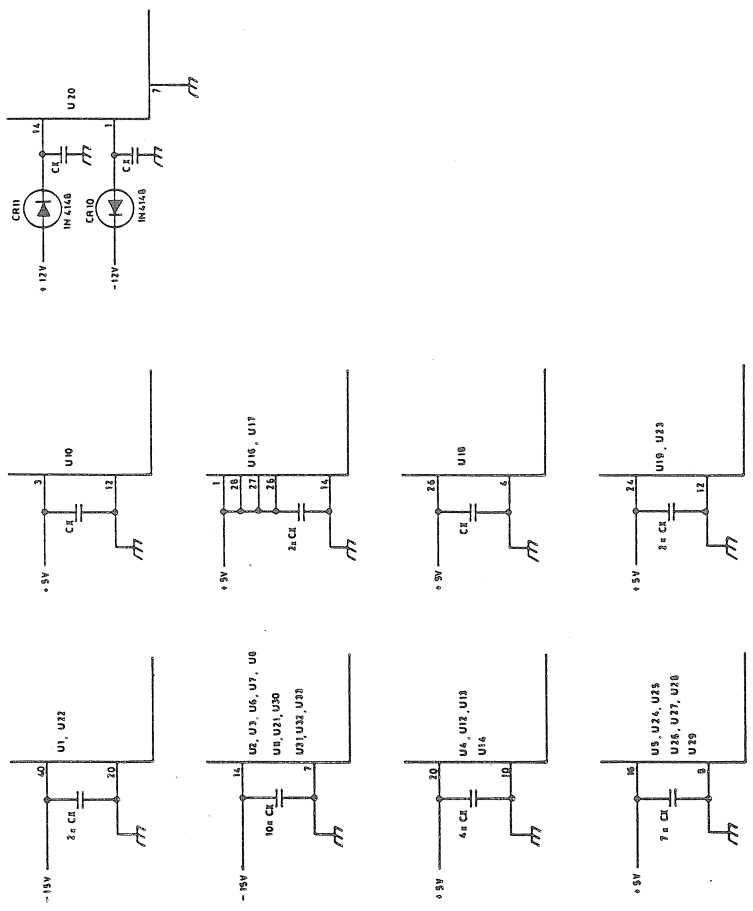 -15V
40
U1, U22
2x CX
20
+5V
3
U10
CX
12
CR11
+12V
14
1N4148
CX
U20
CR10
-12V
1
1N4148
CX
7
-15V
14
U2, U3, U6, U7, U8
10x CX
U11, U21, U30
7
U31, U32, U33
+5V
1
28
U16, U17
27
26
2x CX
14
+5V
20
U4, U12, U13
4x CX
U14
10
+5V
26
U18
CX
4
+5V
16
U5, U24, U25
7x CX
U26, U27, U28
8
U29
+5V
24
U19, U23
2x CX
12